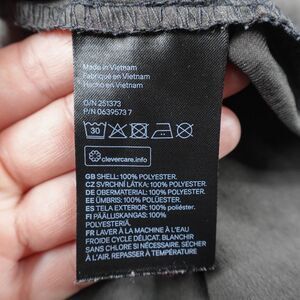 Made in Vietnam
Fabriqué en Vietnam
Hecho en Vietnam
O/N 251373
P/N 0639573 7
30
clevercare.info
GB SHELL: 100% POLYESTER.
CZ SVRCHNÍ LÁTKA: 100% POLYESTER.
DE OBERMATERIAL: 100% POLYESTER.
EE ÜMBRIS: 100% POLÜESTER.
ES TELA EXTERIOR: 100% poliéster.
FI PÄÄLLISKANGAS: 100%
POLYESTERIÄ,
FR LAVER À LA MACHINE À L'EAU
FROIDE CYCLE DÉLICAT, BLANCHIR
SANS CHLORE SI NÉCESSAIRE, SÉCHER
À L'AIR. REPASSER À TEMPÉRATURE